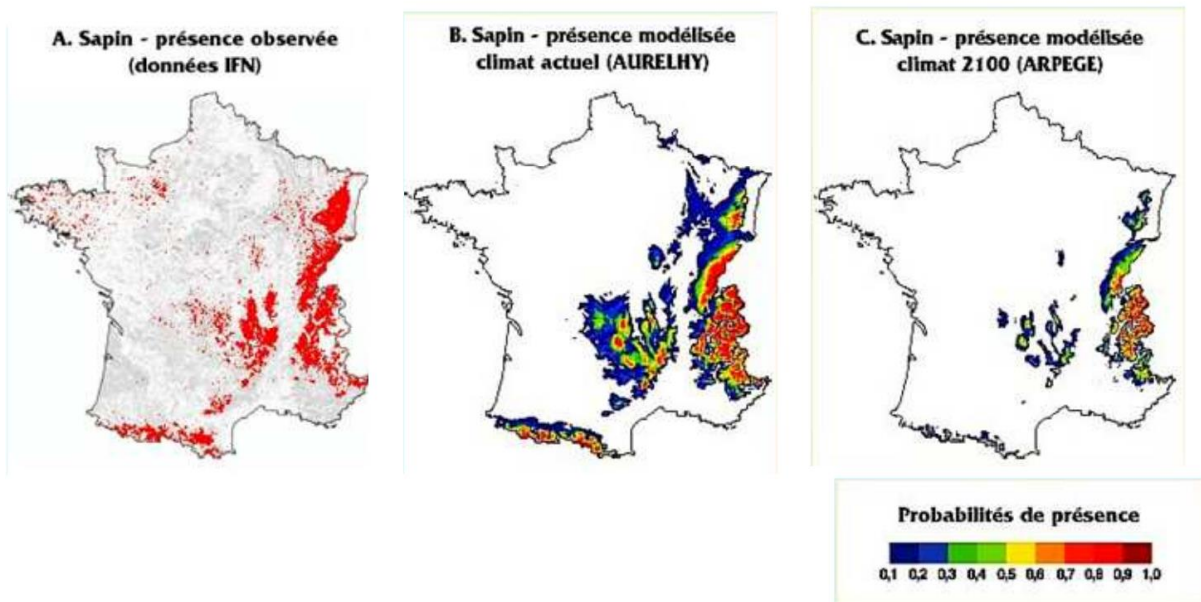 A. Sapin - présence observée
(données IFN)
B. Sapin - présence modélisée
climat actuel (AURELHY)
C. Sapin - présence modélisée
climat 2100 (ARPEGE)
Probabilités de présence
0,1 0,2 0,3 0,4 0,5 0,6 0,7 0,8 0,9 1,0